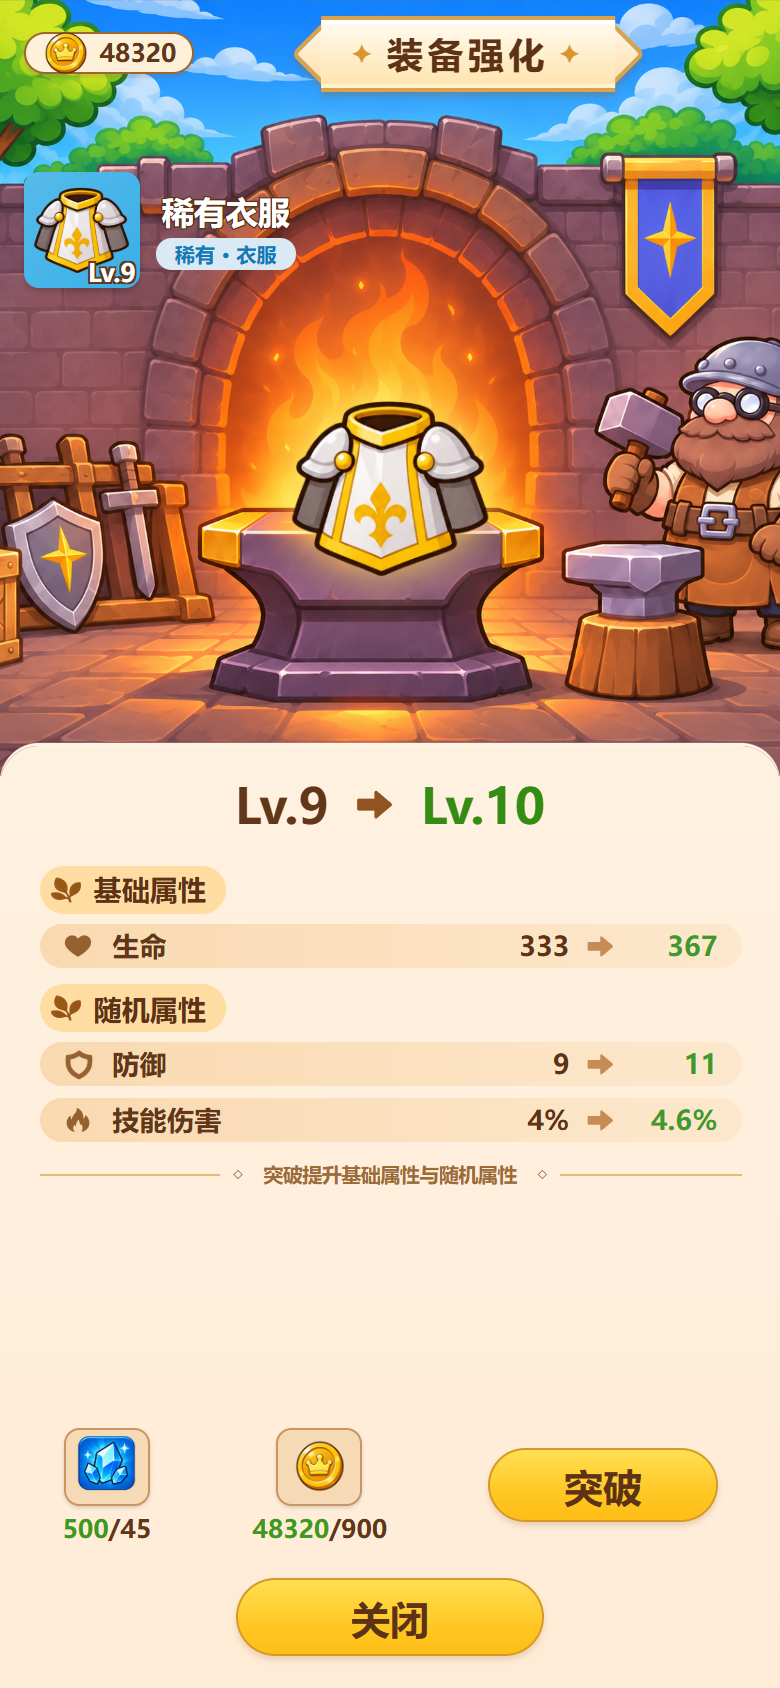 48320
装备强化
稀有衣服
稀有·衣服
Lv.9
Lv.9 Lv.10
基础属性
生命 333 367
随机属性
防御 9 11
技能伤害 4% 4.6%
突破提升基础属性与随机属性
500/45 48320/900
突破
关闭